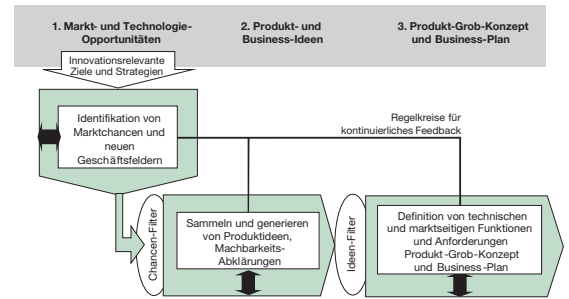 1. Markt- und Technologie-
Opportunitäten
2. Produkt- und
Business-Ideen
3. Produkt-Grob-Konzept
und Business-Plan
Innovationsrelevante
Ziele und Strategien
Identifikation von
Marktchancen und
neuen
Geschäftsfeldern
Regelkreise für
kontinuierliches Feedback
Chancen-Filter
Sammeln und generieren
von Produktideen,
Machbarkeits-
Abklärungen
Ideen-Filter
Definition von technischen
und marktseitigen Funktionen
und Anforderungen
Produkt-Grob-Konzept
und Business-Plan